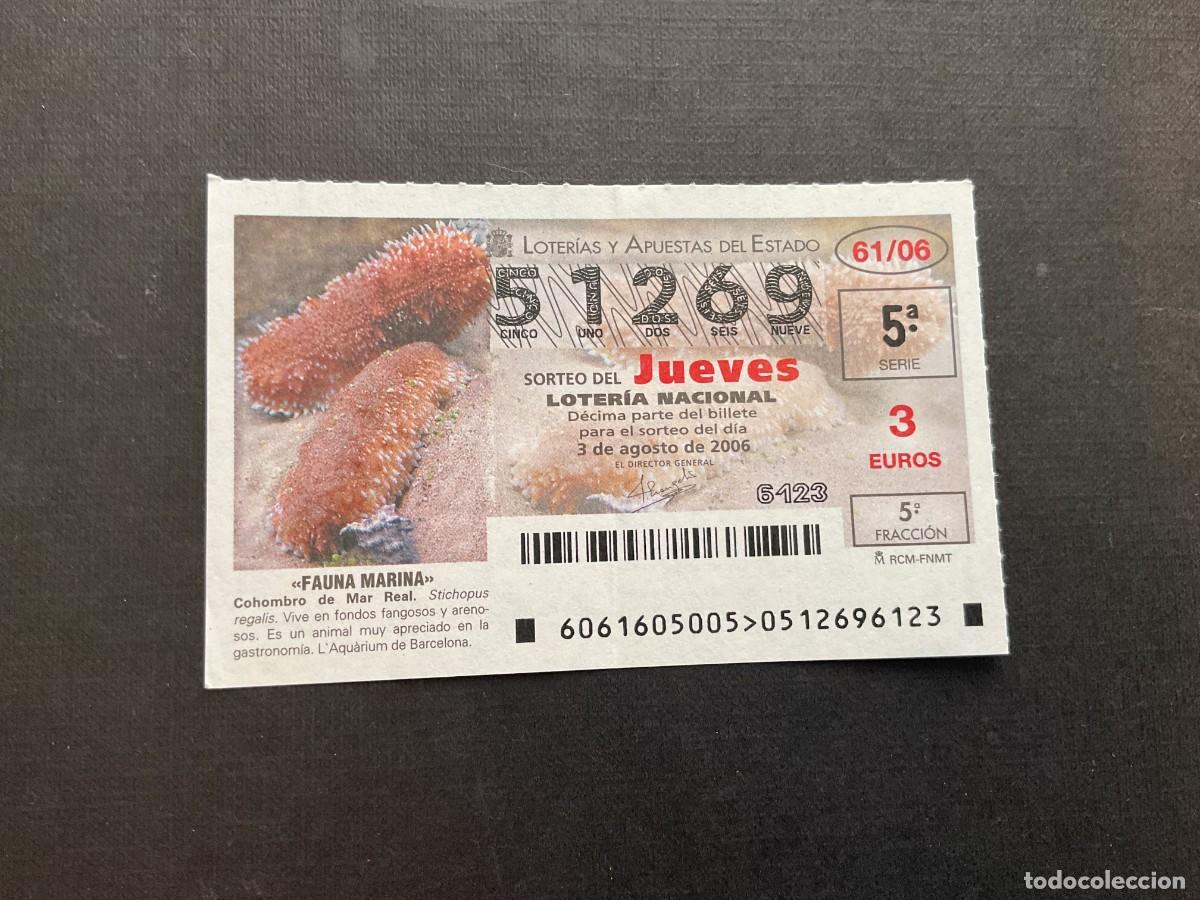 LOTERÍAS Y APUESTAS DEL ESTADO
61/06
51269
CINCO UNO DOS SEIS NUEVE
5ª
SERIE
SORTEO DEL Jueves
LOTERÍA NACIONAL
Décima parte del billete
para el sorteo del día
3 de agosto de 2006
EL DIRECTOR GENERAL
3
EUROS
6123
5ª
FRACCIÓN
RCM-FNMT
6061605005>0512696123
«FAUNA MARINA»
Cohombro de Mar Real. Stichopus
regalis. Vive en fondos fangosos y areno-
sos. Es un animal muy apreciado en la
gastronomía. L'Aquàrium de Barcelona.
todocoleccion